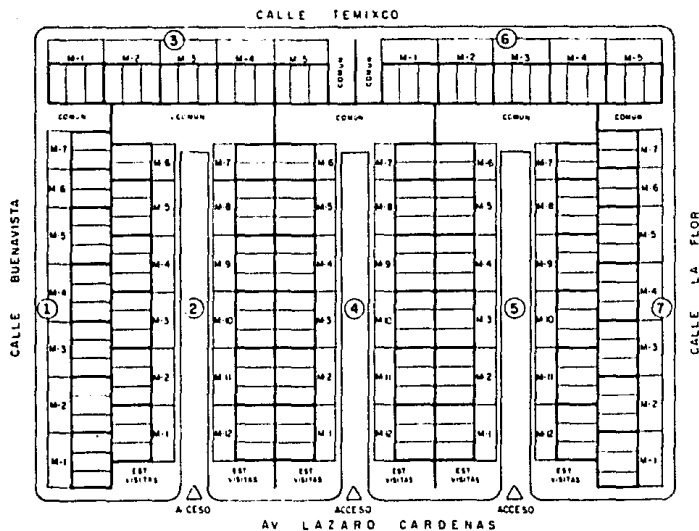 CALLE TEMIXCO
3 6
M-1 M-2 M-3 M-4 M-5 M-1 M-2 M-3 M-4 M-5
COMUN COMUN COMUN COMUN
M-7 M-6 M-7 M-6 M-7 M-6 M-7 M-7
M-6 M-5 M-8 M-5 M-8 M-5 M-8 M-6
M-5 M-4 M-9 M-4 M-9 M-4 M-9 M-5
M-4 M-3 M-10 M-3 M-10 M-3 M-10 M-4
1 2 4 5 7
M-3 M-2 M-11 M-2 M-11 M-2 M-11 M-3
M-2 M-1 M-12 M-1 M-12 M-1 M-12 M-2
M-1 M-1
CALLE BUENAVISTA
CALLE LA FLOR
EST VISITAS EST VISITAS EST VISITAS EST VISITAS EST VISITAS EST VISITAS
ACCESO ACCESO ACCESO
AV LAZARO CARDENAS